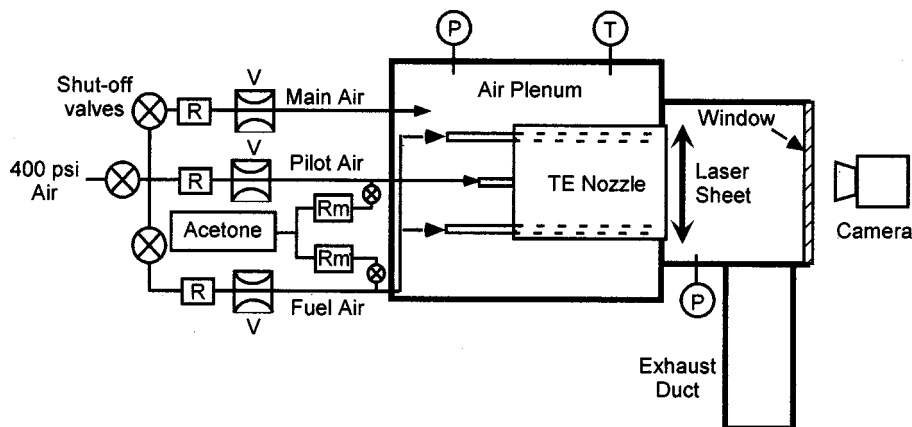 P
T
Shut-off
valves
V
R
Main Air
Air Plenum
Window
400 psi
Air
V
R
Pilot Air
TE Nozzle
Laser
Sheet
Camera
Acetone
Rm
Rm
R
V
Fuel Air
P
Exhaust
Duct